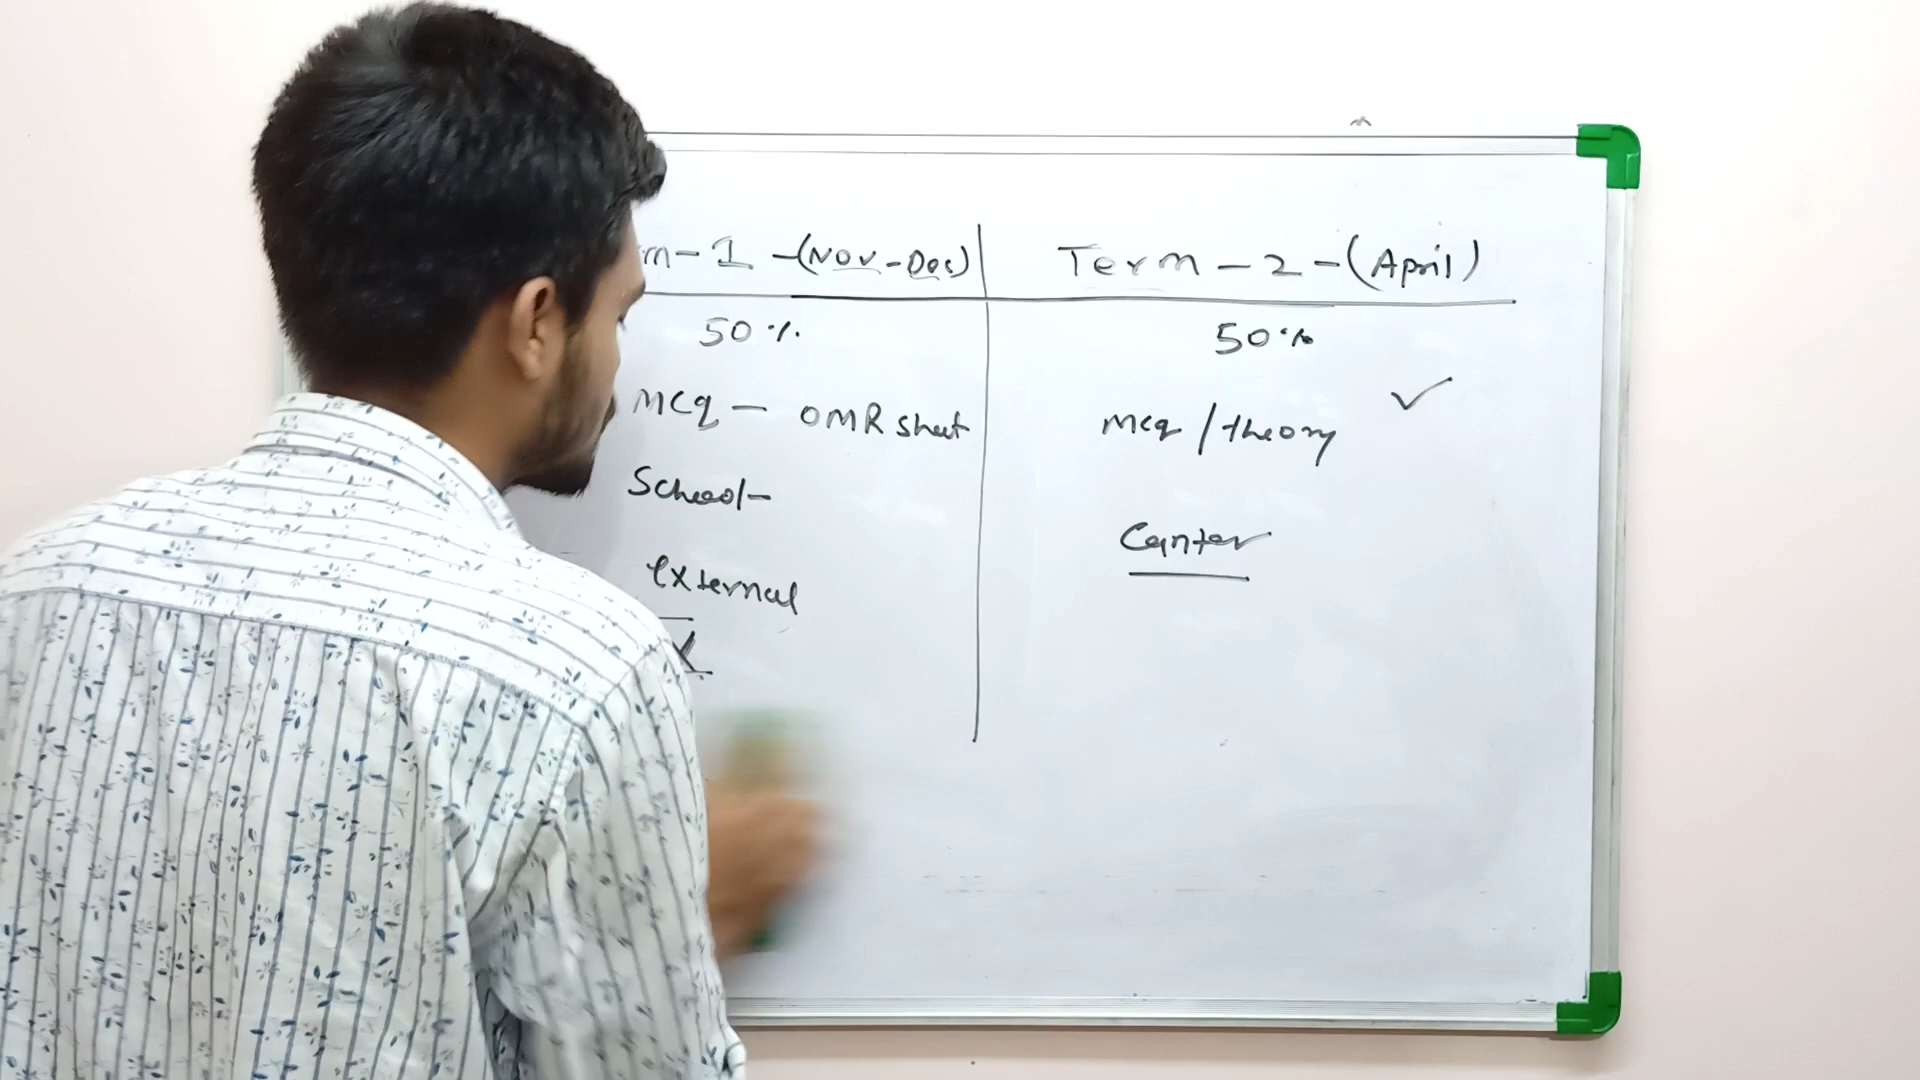 m-1 -(Nov-Dec)
50%
MCQ - OMR sheet
School-
external
Term-2-(April)
50%
mcq/theory
Center